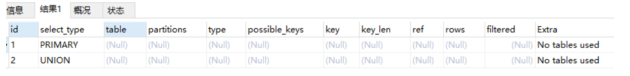 信息 结果1 概况 状态
id select_type table partitions type possible_keys key key_len ref rows filtered Extra
1 PRIMARY (Null) (Null) (Null) (Null) (Null) (Null) (Null) (Null) (Null) No tables used
2 UNION (Null) (Null) (Null) (Null) (Null) (Null) (Null) (Null) (Null) No tables used